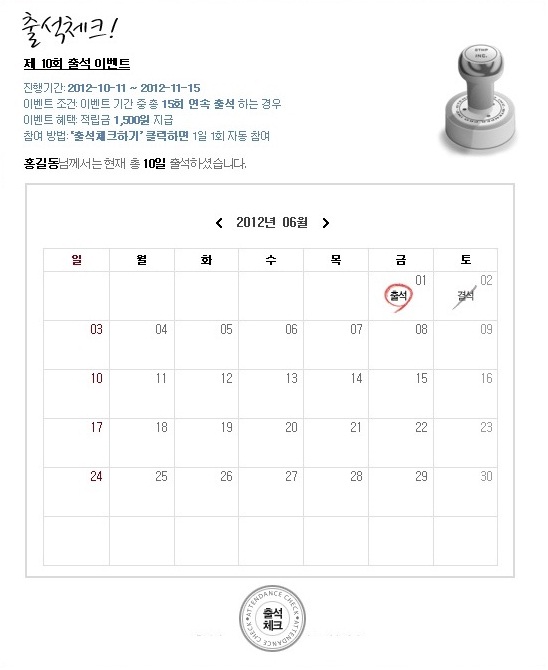 출석체크!
STOP
INC.
제 10회 출석 이벤트
진행기간: 2012-10-11 ~ 2012-11-15
이벤트 조건: 이벤트 기간 중 총 15회 연속 출석 하는 경우
이벤트 혜택: 적립금 1,500원 지급
참여 방법: "출석체크하기" 클릭하면 1일 1회 자동 참여
홍길동님께서는 현재 총 10일 출석하셨습니다.
2012년 06월
일 월 화 수 목 금 토
01 02
출석 결석
03 04 05 06 07 08 09
10 11 12 13 14 15 16
17 18 19 20 21 22 23
24 25 26 27 28 29 30
ATTENDANCE CHECK
출석
체크
ATTENDANCE CHECK